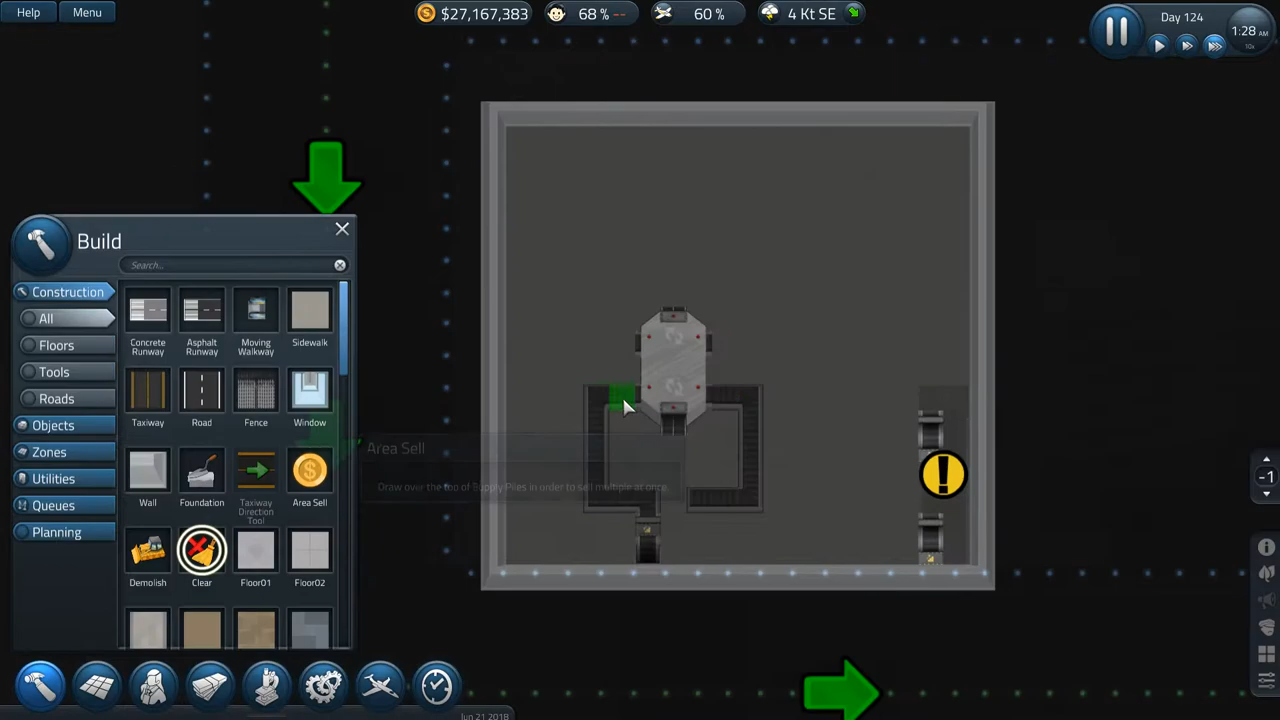 Help
Menu
$27,167,383
68 % --
60 %
4 Kt SE
Day 124
1:28 AM
10x
Build
Search...
Construction
All
Floors
Tools
Roads
Objects
Zones
Utilities
Queues
Planning
Concrete Runway
Asphalt Runway
Moving Walkway
Sidewalk
Taxiway
Road
Fence
Window
Wall
Foundation
Taxiway Direction Tool
Area Sell
Demolish
Clear
Floor01
Floor02
Area Sell
Draw over the top of Supply Piles in order to sell multiple at once.
-1
Jun 21 2018